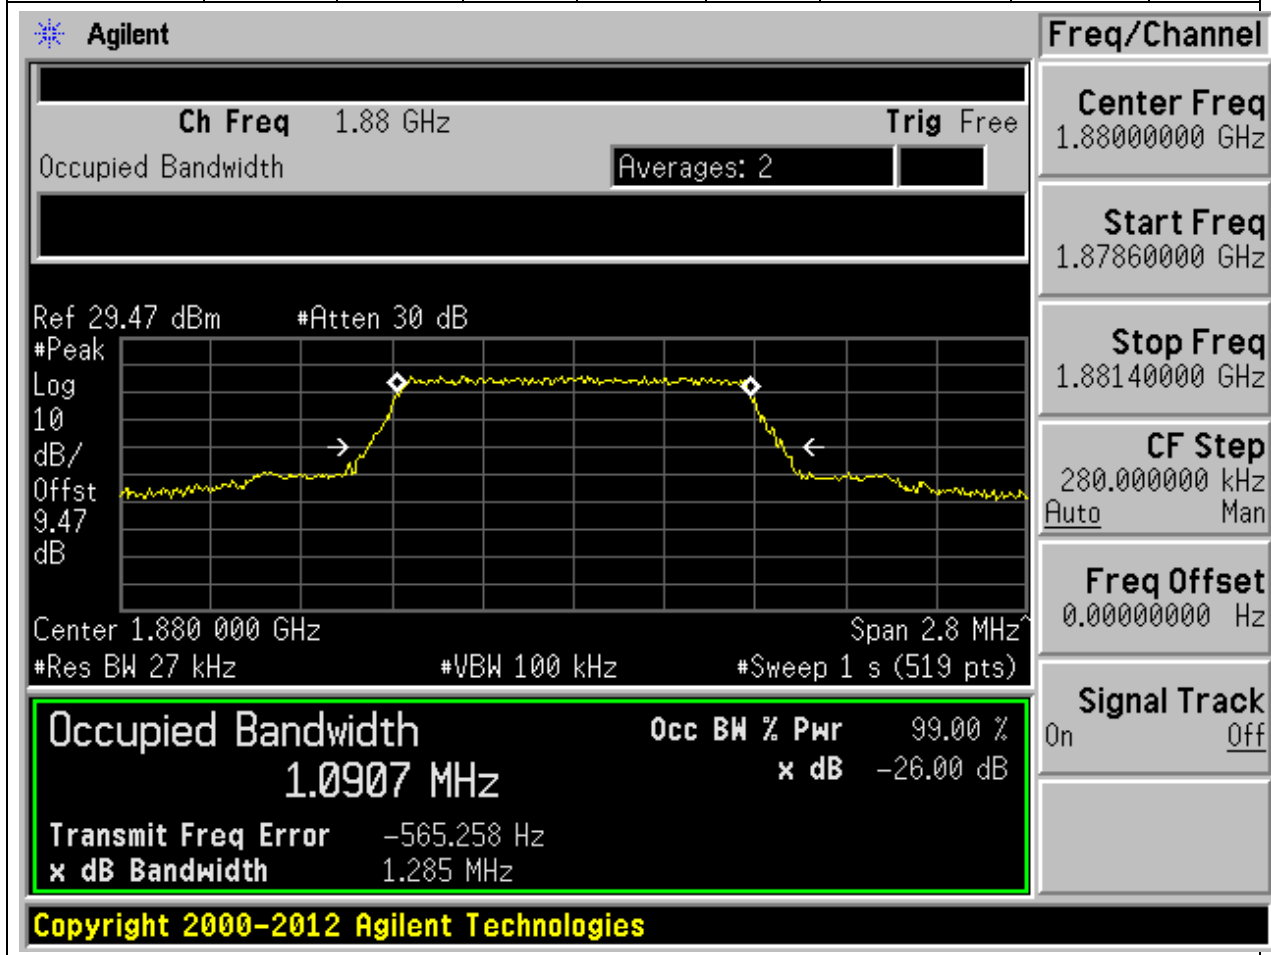 Agilent
Freq/Channel
Ch Freq 1.88 GHz Trig Free
Occupied Bandwidth Averages: 2
Center Freq
1.88000000 GHz
Start Freq
1.87860000 GHz
Stop Freq
1.88140000 GHz
CF Step
280.000000 kHz
Auto Man
Freq Offset
0.00000000 Hz
Signal Track
On Off
Ref 29.47 dBm #Atten 30 dB
#Peak
Log
10
dB/
Offst
9.47
dB
Center 1.880 000 GHz Span 2.8 MHz^
#Res BW 27 kHz #VBW 100 kHz #Sweep 1 s (519 pts)
Occupied Bandwidth Occ BW % Pwr 99.00 %
1.0907 MHz x dB -26.00 dB
Transmit Freq Error -565.258 Hz
x dB Bandwidth 1.285 MHz
Copyright 2000-2012 Agilent Technologies